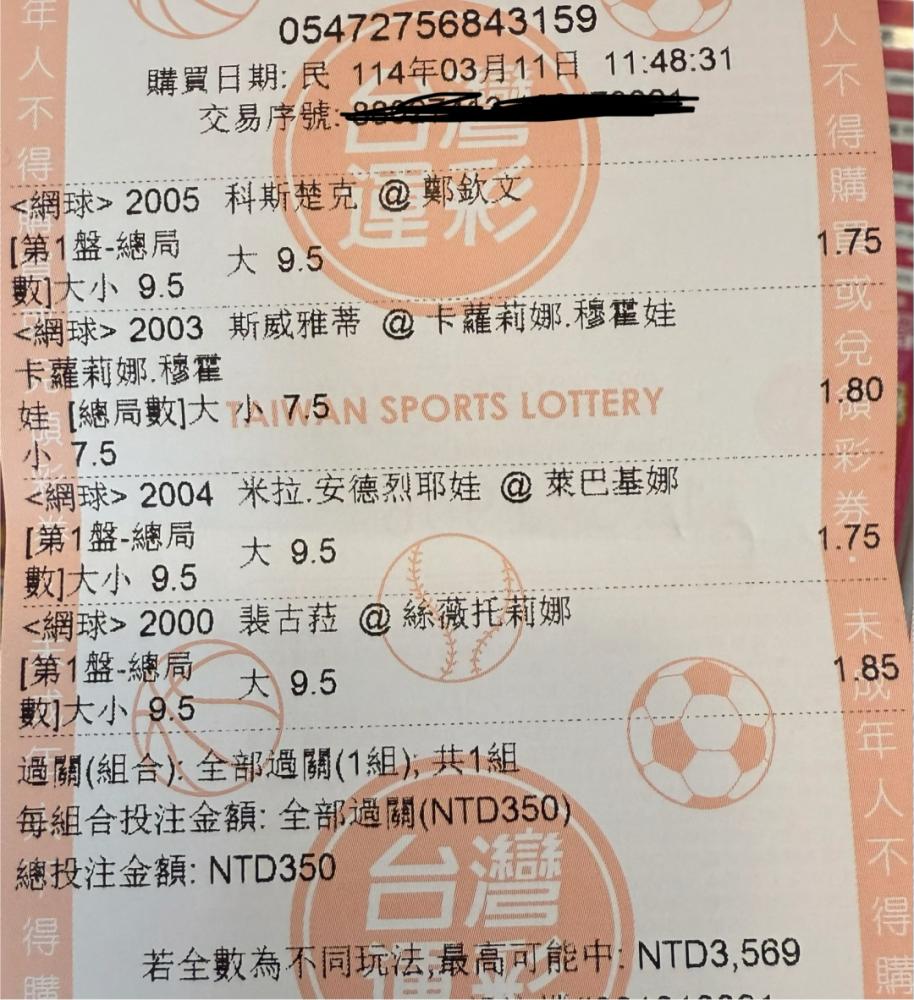 05472756843159
購買日期: 民 114年03月11日 11:48:31
交易序號:
<網球> 2005 科斯楚克 @ 鄭欽文
[第1盤-總局 大 9.5 1.75
數]大小 9.5
<網球> 2003 斯威雅蒂 @ 卡蘿莉娜.穆霍娃
卡蘿莉娜.穆霍
娃 [總局數]大 小 7.5 1.80
小 7.5
TAIWAN SPORTS LOTTERY
<網球> 2004 米拉.安德烈耶娃 @ 萊巴基娜
[第1盤-總局 大 9.5 1.75
數]大小 9.5
<網球> 2000 裴古菈 @ 絲薇托莉娜
[第1盤-總局 大 9.5 1.85
數]大小 9.5
過關(組合): 全部過關(1組), 共1組
每組合投注金額: 全部過關(NTD350)
總投注金額: NTD350
若全數為不同玩法,最高可能中: NTD3,569
台灣
運彩
台灣
運彩
年人不得購
人不得購買或兌領彩券.未成年人不得購